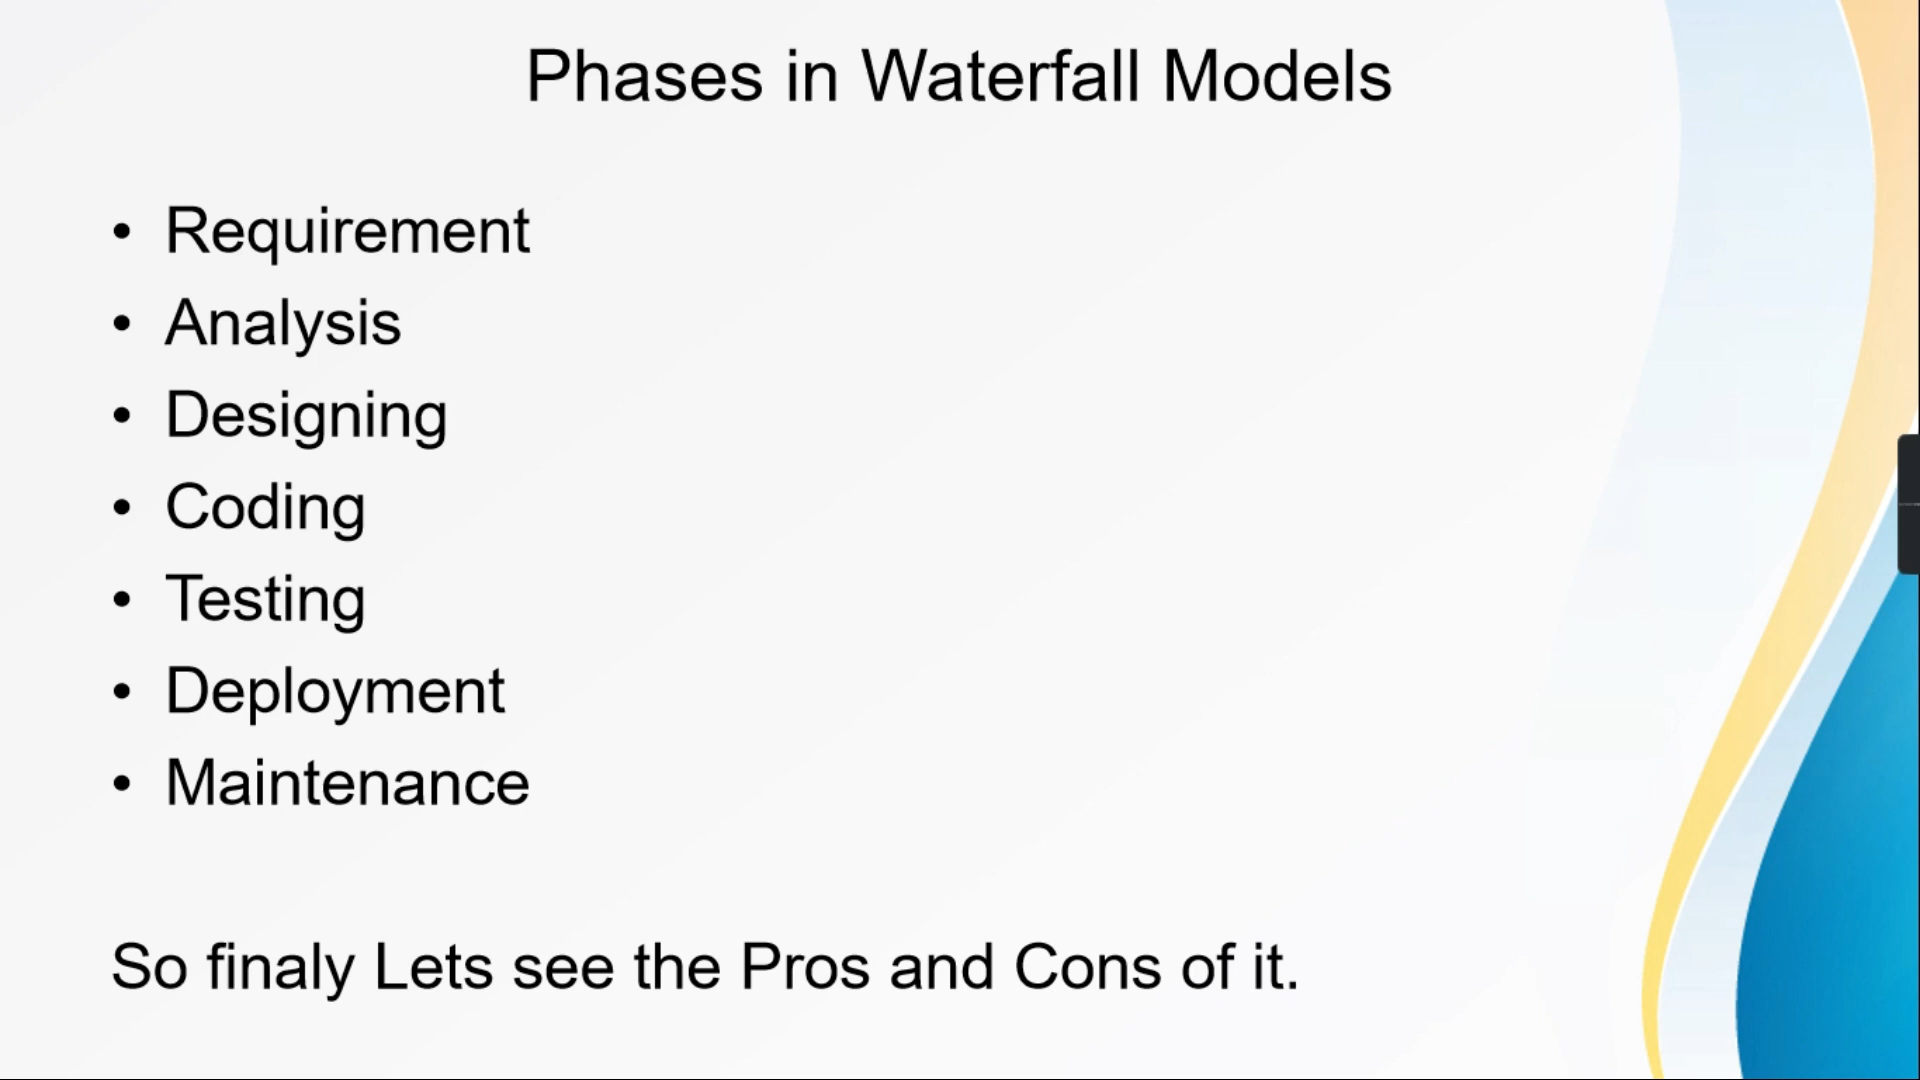 Phases in Waterfall Models
• Requirement
• Analysis
• Designing
• Coding
• Testing
• Deployment
• Maintenance
So finaly Lets see the Pros and Cons of it.